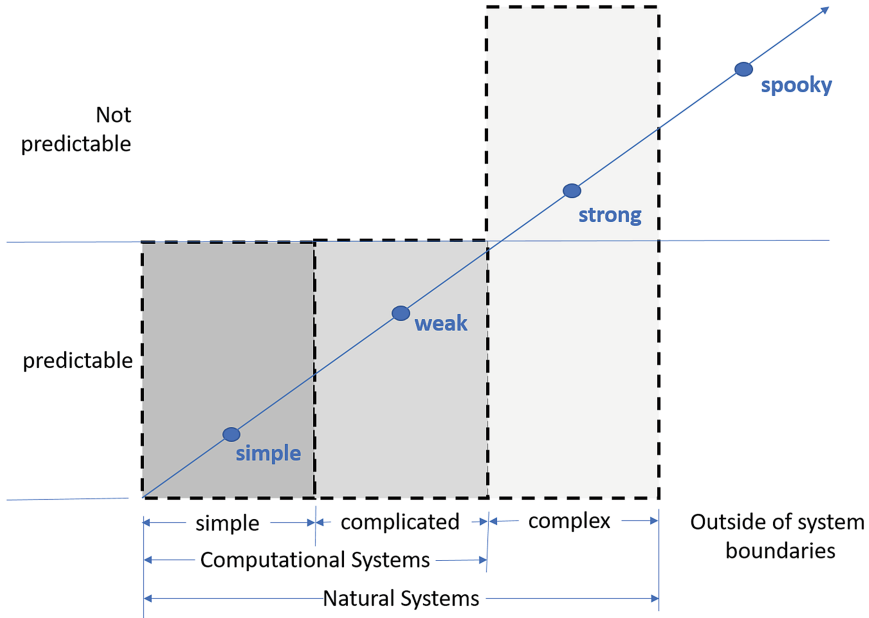 spooky
Not
predictable
strong
weak
predictable
simple
simple
complicated
complex
Outside of system
boundaries
Computational Systems
Natural Systems